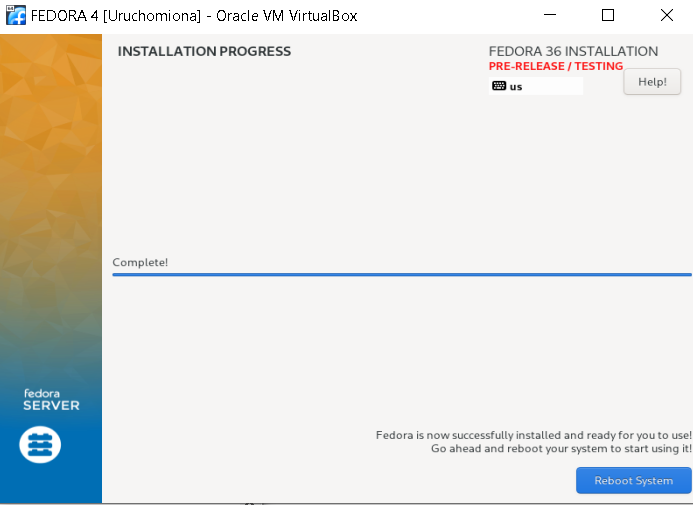 FEDORA 4 [Uruchomiona] - Oracle VM VirtualBox
INSTALLATION PROGRESS
FEDORA 36 INSTALLATION
PRE-RELEASE / TESTING
us
Help!
Complete!
fedora
SERVER
Fedora is now successfully installed and ready for you to use!
Go ahead and reboot your system to start using it!
Reboot System